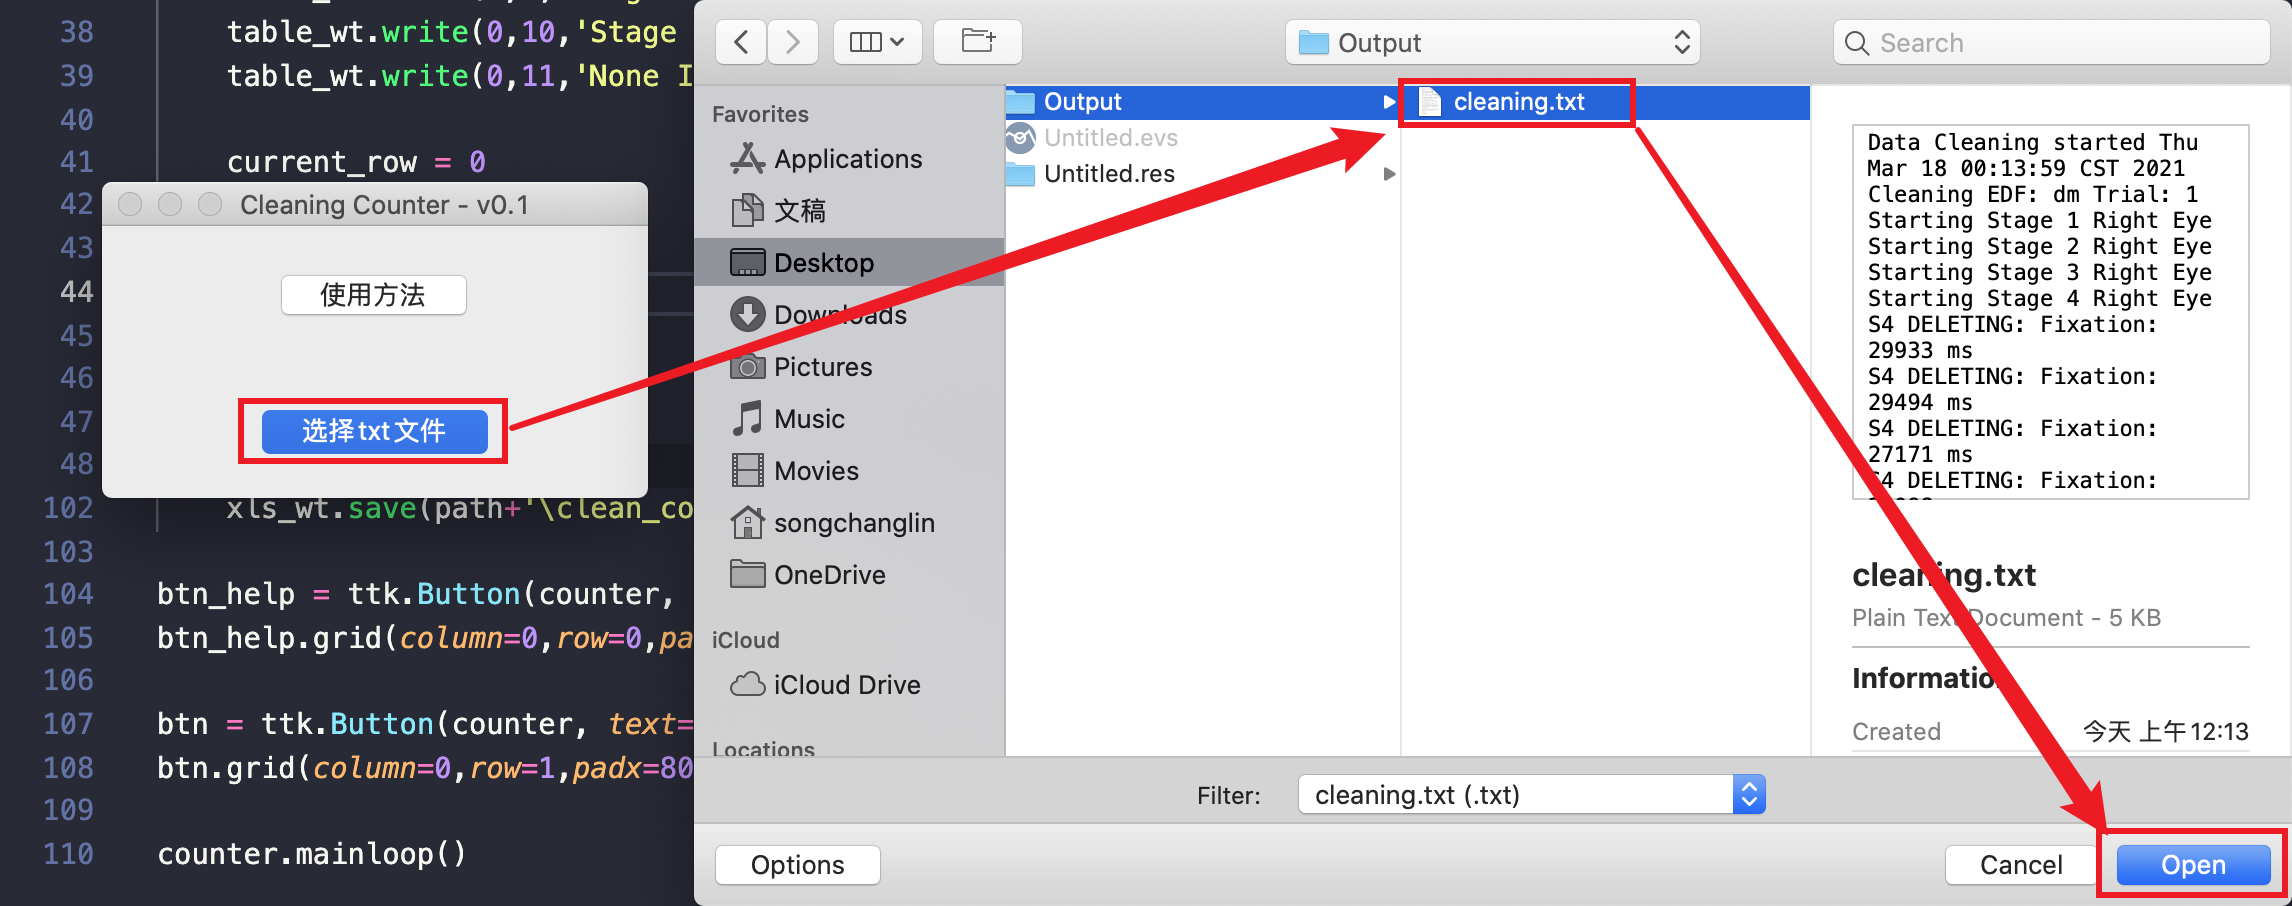 38 table_wt.write(0,10,'Stage
39 table_wt.write(0,11,'None I
40
41 current_row = 0
42
43
44
45
46
47
48
102 xls_wt.save(path+'\clean_co
103
104 btn_help = ttk.Button(counter,
105 btn_help.grid(column=0,row=0,pa
106
107 btn = ttk.Button(counter, text=
108 btn.grid(column=0,row=1,padx=80
109
110 counter.mainloop()
Cleaning Counter - v0.1
使用方法
选择txt文件
Output
Search
Favorites
Applications
文稿
Desktop
Downloads
Pictures
Music
Movies
songchanglin
OneDrive
iCloud
iCloud Drive
Locations
Output
Untitled.evs
Untitled.res
cleaning.txt
Data Cleaning started Thu
Mar 18 00:13:59 CST 2021
Cleaning EDF: dm Trial: 1
Starting Stage 1 Right Eye
Starting Stage 2 Right Eye
Starting Stage 3 Right Eye
Starting Stage 4 Right Eye
S4 DELETING: Fixation:
29933 ms
S4 DELETING: Fixation:
29494 ms
S4 DELETING: Fixation:
27171 ms
S4 DELETING: Fixation:
cleaning.txt
Plain Text Document - 5 KB
Information
Created 今天 上午12:13
Filter: cleaning.txt (.txt)
Options
Cancel
Open